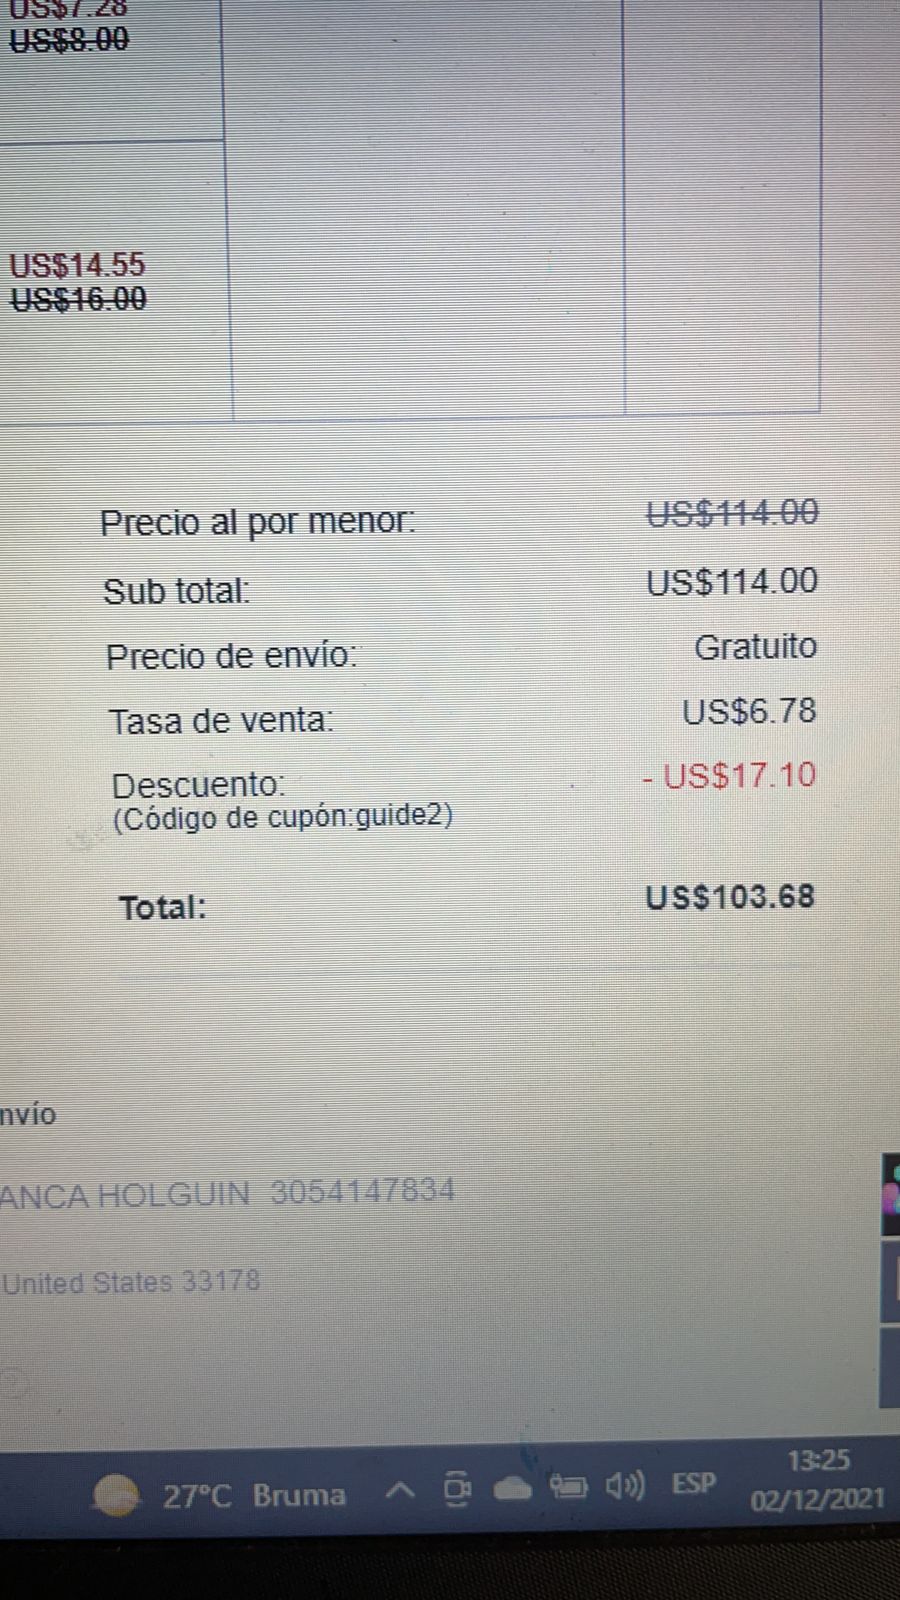 US$7.28
US$8.00
US$14.55
US$16.00
Precio al por menor: US$114.00
Sub total: US$114.00
Precio de envío: Gratuito
Tasa de venta: US$6.78
Descuento: - US$17.10
(Código de cupón:guide2)
Total: US$103.68
nvío
ANCA HOLGUIN 3054147834
United States 33178
27°C Bruma ESP 13:25
02/12/2021